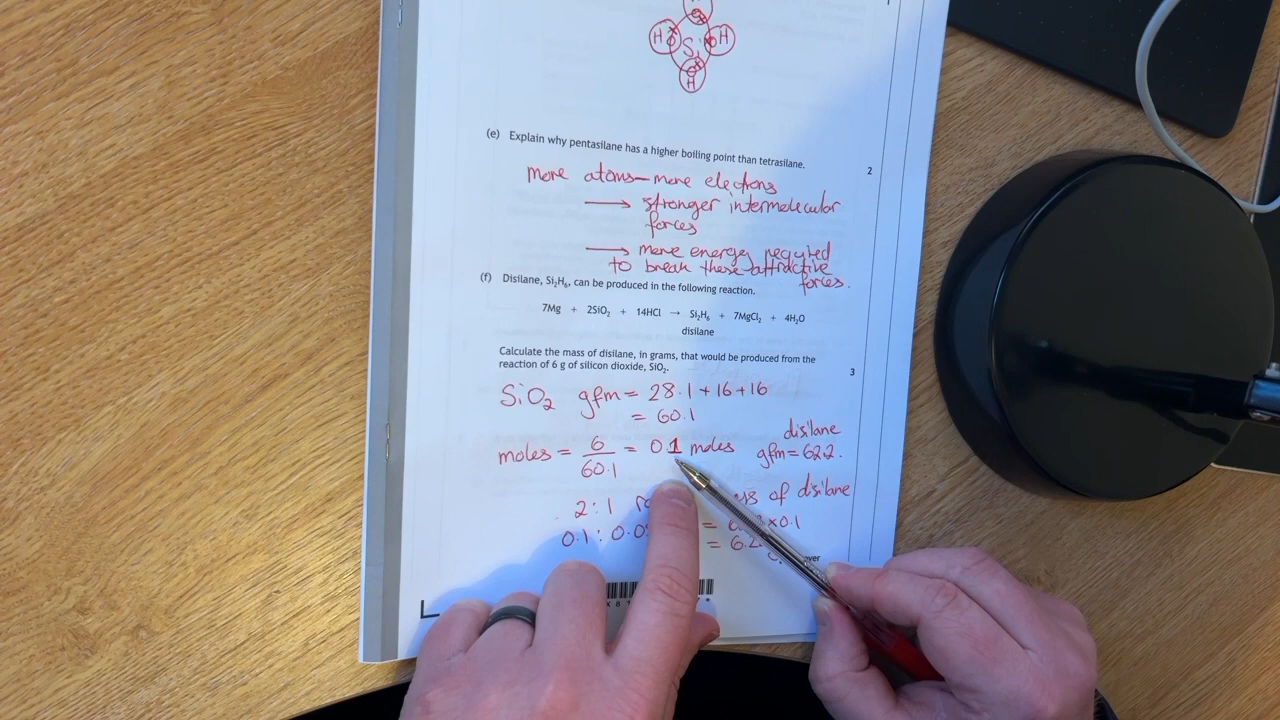 H
Si
H
H
(e) Explain why pentasilane has a higher boiling point than tetrasilane.
2
more atoms—more electrons
→ stronger intermolecular
forces
→ more energy required
to break these attractive
forces.
(f) Disilane, Si₂H₆, can be produced in the following reaction.
7Mg + 2SiO₂ + 14HCl → Si₂H₆ + 7MgCl₂ + 4H₂O
disilane
Calculate the mass of disilane, in grams, that would be produced from the
reaction of 6 g of silicon dioxide, SiO₂.
3
SiO₂ gfm = 28.1 + 16 + 16
= 60.1
moles = 6/60.1 = 0.1 moles
disilane
gfm = 62.2.
2:1
of disilane
0.1 :
× 0.1
=
over